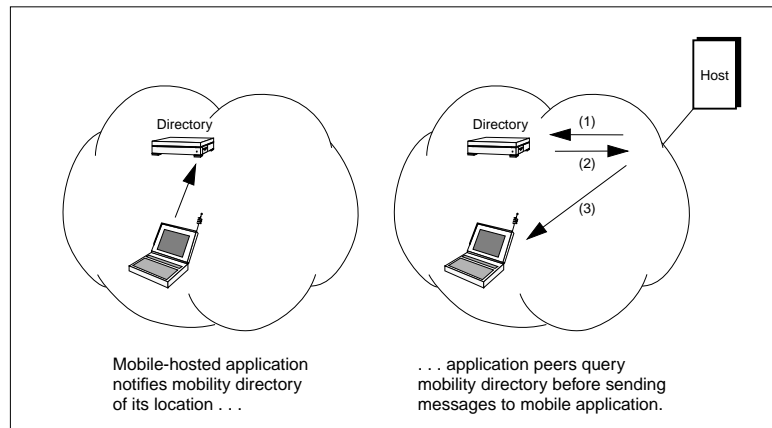 Host
Directory
Directory
(1)
(2)
(3)
Mobile-hosted application
notifies mobility directory
of its location . . .
. . . application peers query
mobility directory before sending
messages to mobile application.